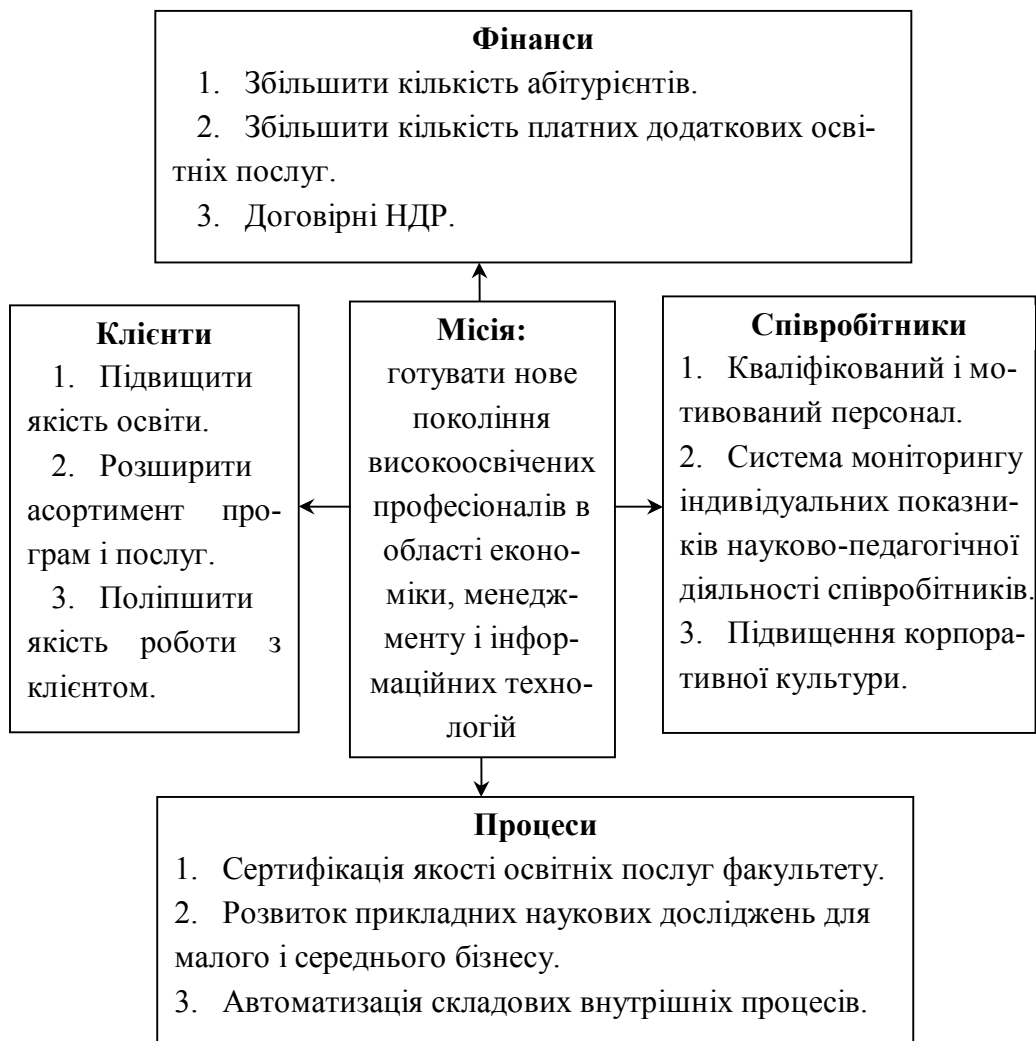 Фінанси
1. Збільшити кількість абітурієнтів.
2. Збільшити кількість платних додаткових осві-
тніх послуг.
3. Договірні НДР.
Клієнти
1. Підвищити
якість освіти.
2. Розширити
асортимент про-
грам і послуг.
3. Поліпшити
якість роботи з
клієнтом.
Місія:
готувати нове
покоління
високоосвічених
професіоналів в
області еконо-
міки, менедж-
менту і інфор-
маційних техно-
логій
Співробітники
1. Кваліфікований і мо-
тивований персонал.
2. Система моніторингу
індивідуальних показни-
ків науково-педагогічної
діяльності співробітників.
3. Підвищення корпора-
тивної культури.
Процеси
1. Сертифікація якості освітніх послуг факультету.
2. Розвиток прикладних наукових досліджень для
малого і середнього бізнесу.
3. Автоматизація складових внутрішніх процесів.